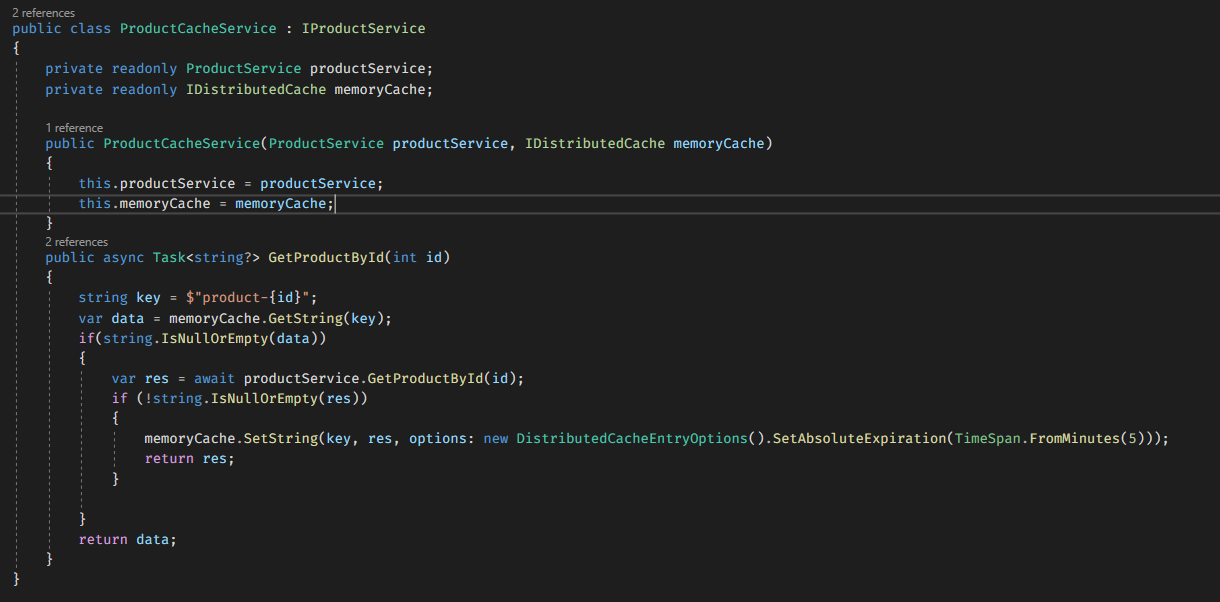 2 references
public class ProductCacheService : IProductService
{
    private readonly ProductService productService;
    private readonly IDistributedCache memoryCache;
    1 reference
    public ProductCacheService(ProductService productService, IDistributedCache memoryCache)
    {
        this.productService = productService;
        this.memoryCache = memoryCache;
    }
    2 references
    public async Task<string?> GetProductById(int id)
    {
        string key = $"product-{id}";
        var data = memoryCache.GetString(key);
        if(string.IsNullOrEmpty(data))
        {
            var res = await productService.GetProductById(id);
            if (!string.IsNullOrEmpty(res))
            {
                memoryCache.SetString(key, res, options: new DistributedCacheEntryOptions().SetAbsoluteExpiration(TimeSpan.FromMinutes(5)));
                return res;
            }
        }
        return data;
    }
}